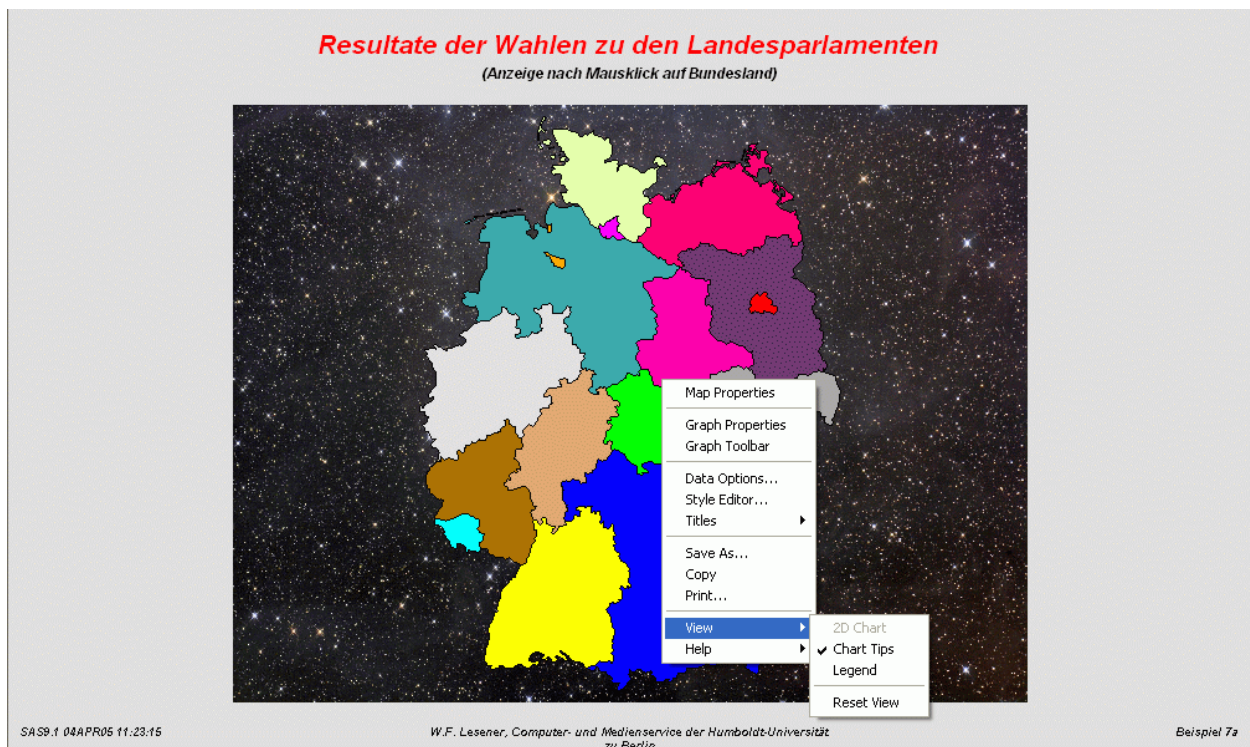 Resultate der Wahlen zu den Landesparlamenten
(Anzeige nach Mausklick auf Bundesland)
Map Properties
Graph Properties
Graph Toolbar
Data Options...
Style Editor...
Titles
Save As...
Copy
Print...
View
Help
2D Chart
Chart Tips
Legend
Reset View
SAS9.1 04APR05 11:23:15
W.F. Lesener, Computer- und Medienservice der Humboldt-Universität
zu Berlin
Beispiel 7a